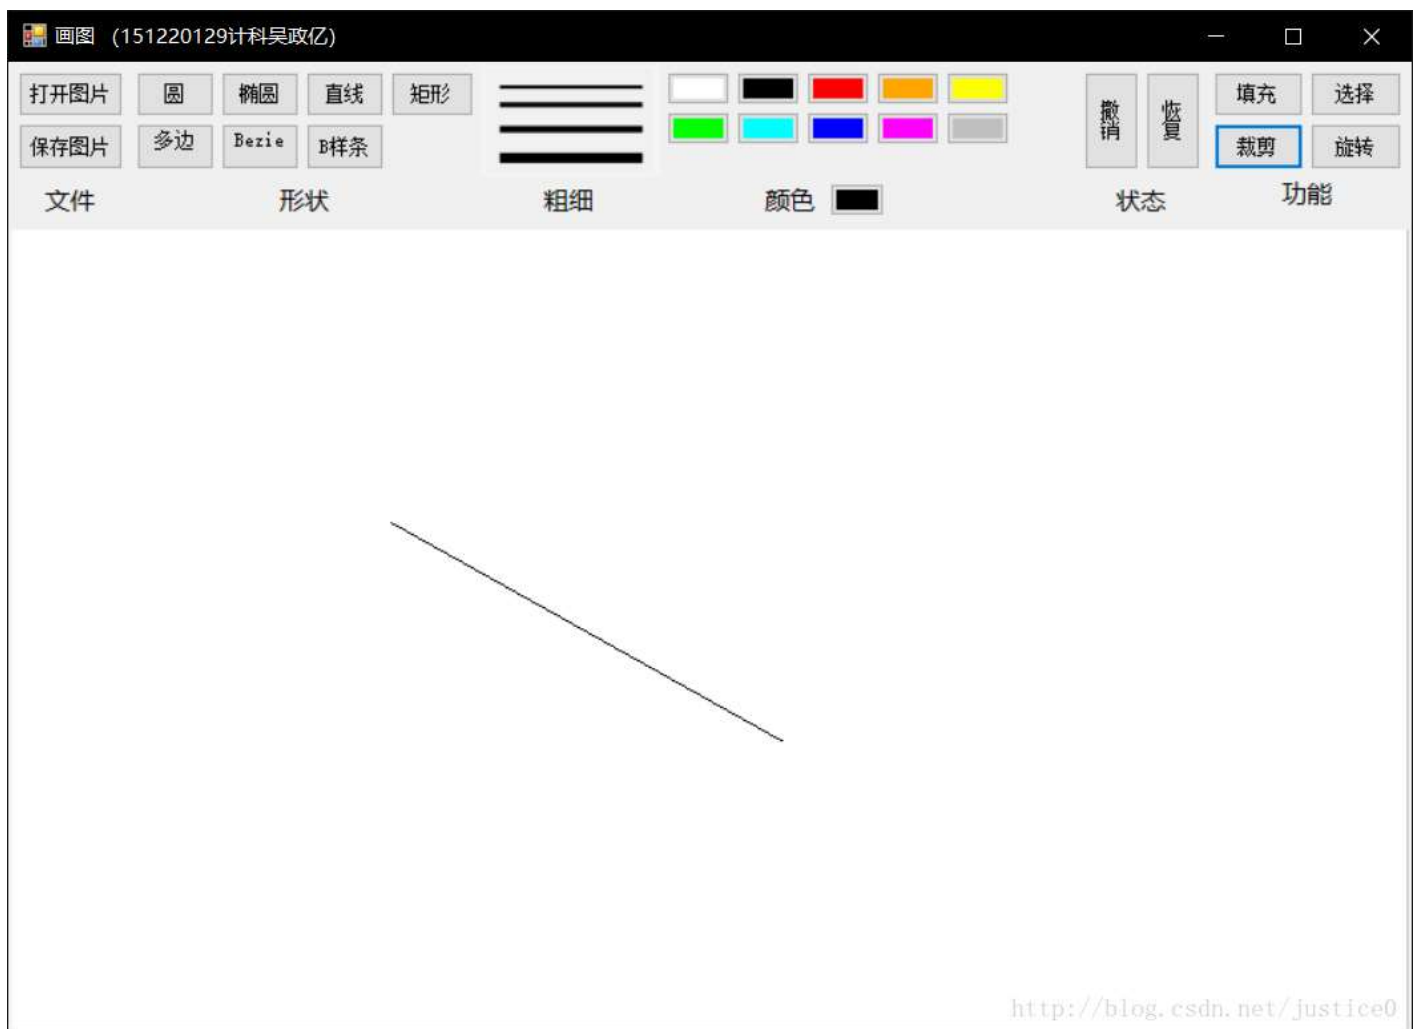 画图 (151220129计科吴政亿)
打开图片 圆 椭圆 直线 矩形 撤销 恢复 填充 选择
保存图片 多边 Bezie B样条 裁剪 旋转
文件 形状 粗细 颜色 状态 功能
http://blog.csdn.net/justice0